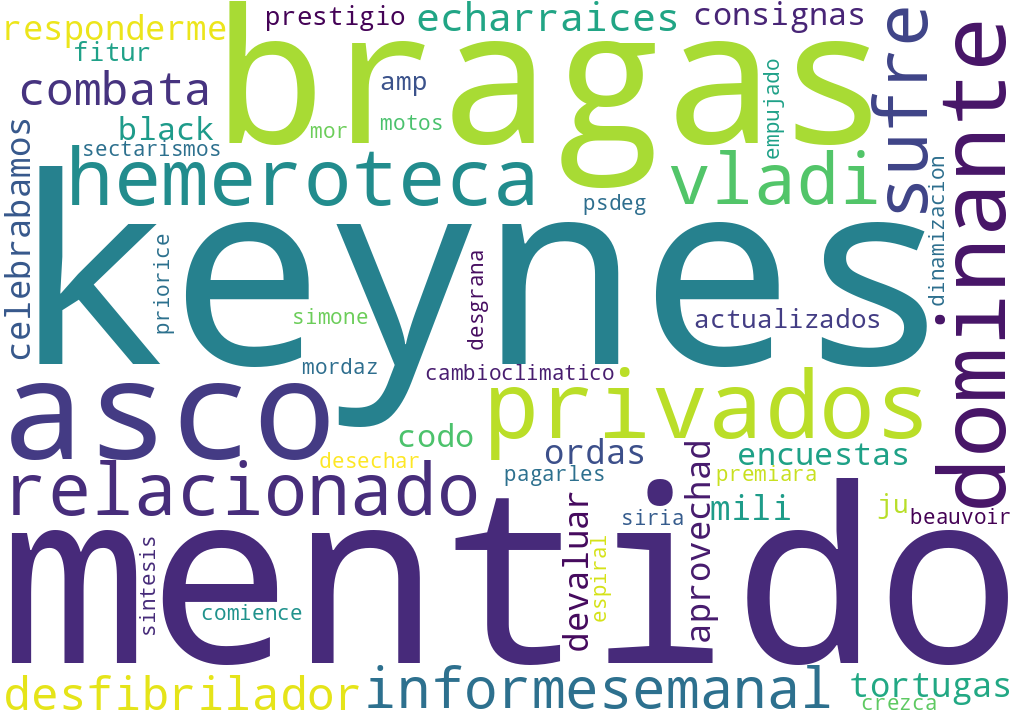 prestigio
echarraices
consignas
responderme
fitur
bragas
sufre
dominante
combata
amp
empujado
black
mor
motos
celebrabamos
sectarismos
hemeroteca
vladi
psdeg
dinamizacion
keynes
priorice
desgrana
simone
actualizados
mordaz
cambioclimatico
asco
privados
codo
ordas
encuestas
desechar
relacionado
pagarles
premiara
aprovechad
devaluar
siria
mili
ju
beauvoir
mentido
sintesis
espiral
comience
desfibrilador
informesemanal
tortugas
crezca